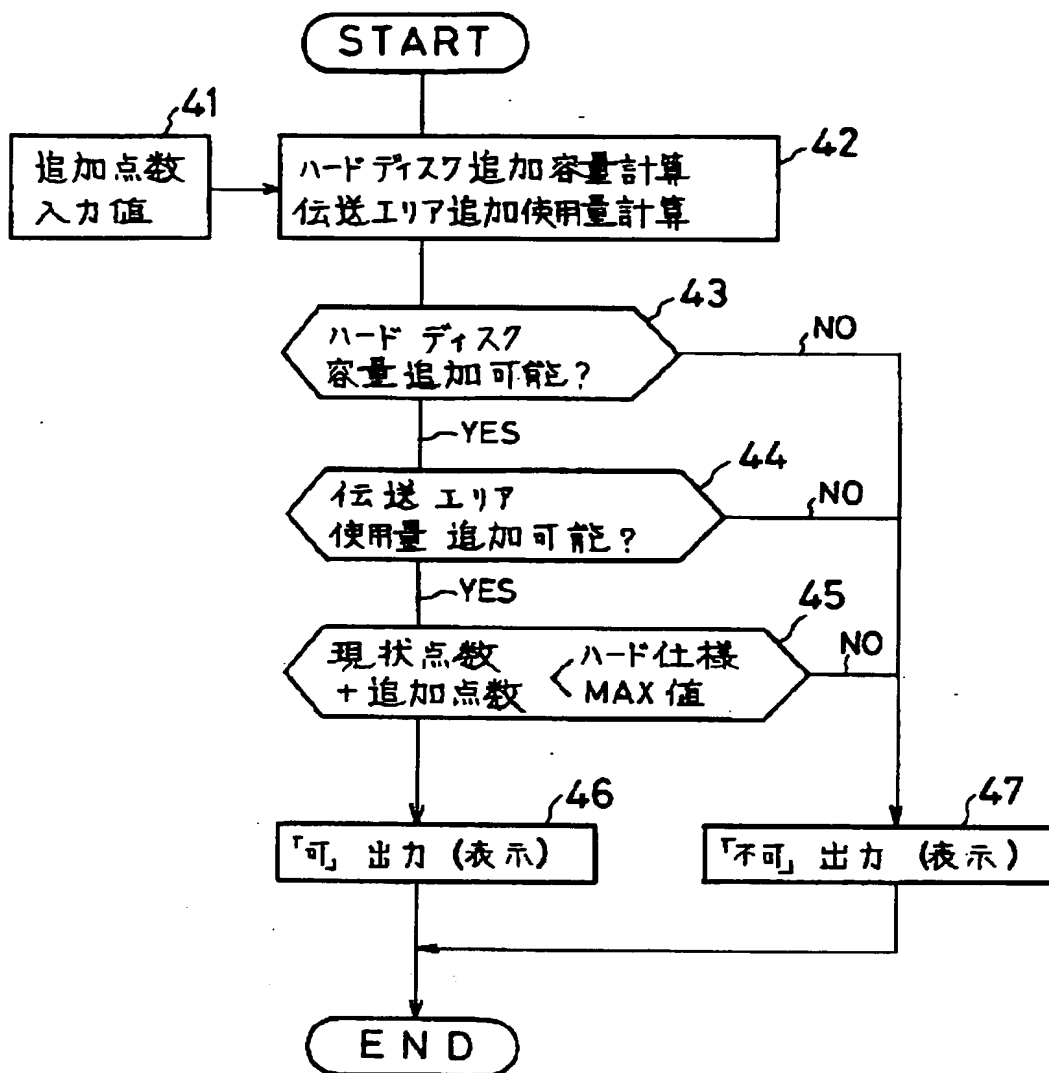 START
41
追加点数
入力値
42
ハードディスク追加容量計算
伝送エリア追加使用量計算
43
ハードディスク
容量追加可能?
NO
YES
44
伝送エリア
使用量追加可能?
NO
YES
45
現状点数
+追加点数
<
ハード仕様
MAX値
NO
46
「可」出力(表示)
47
「不可」出力(表示)
END